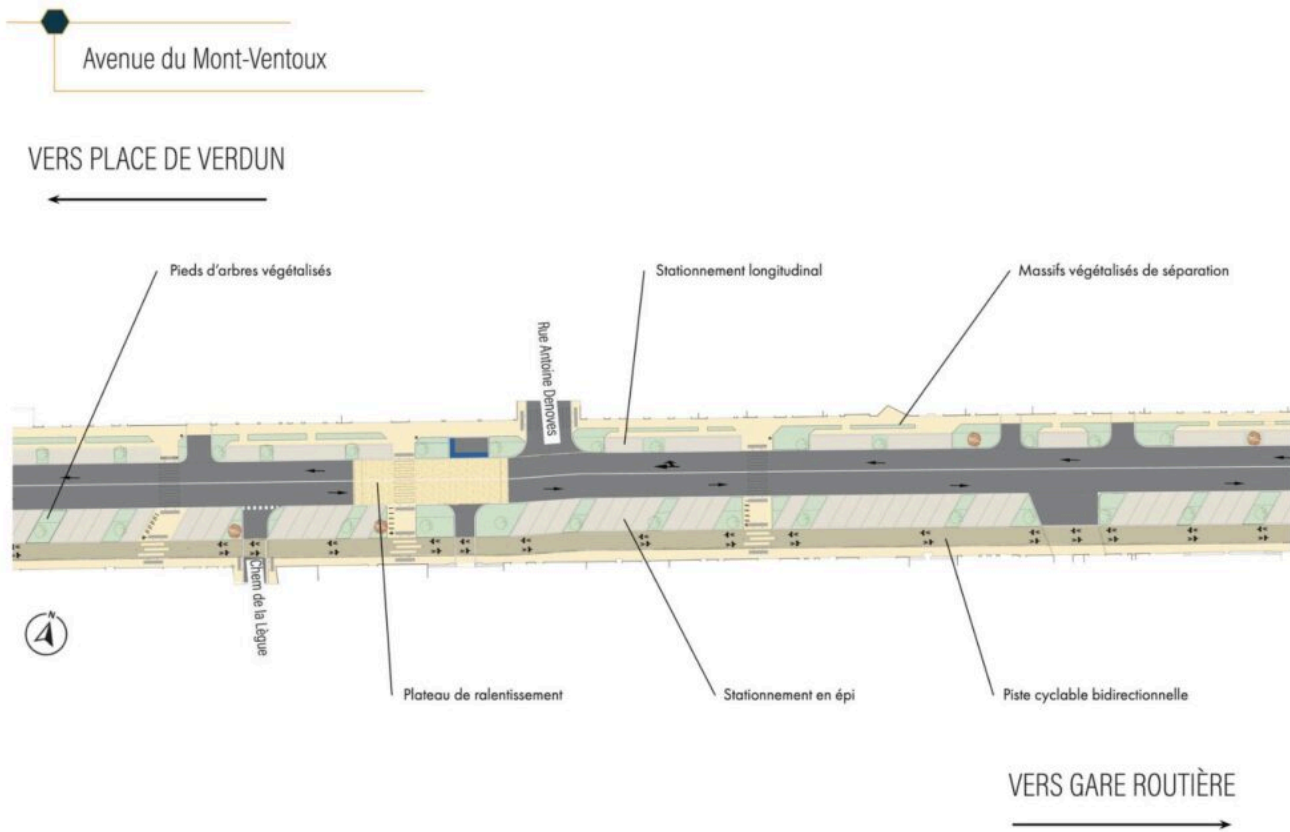 Avenue du Mont-Ventoux
VERS PLACE DE VERDUN
Pieds d'arbres végétalisés
Stationnement longitudinal
Massifs végétalisés de séparation
Rue Antoine Denoves
Chem de la Lègue
N
Plateau de ralentissement
Stationnement en épi
Piste cyclable bidirectionnelle
VERS GARE ROUTIÈRE